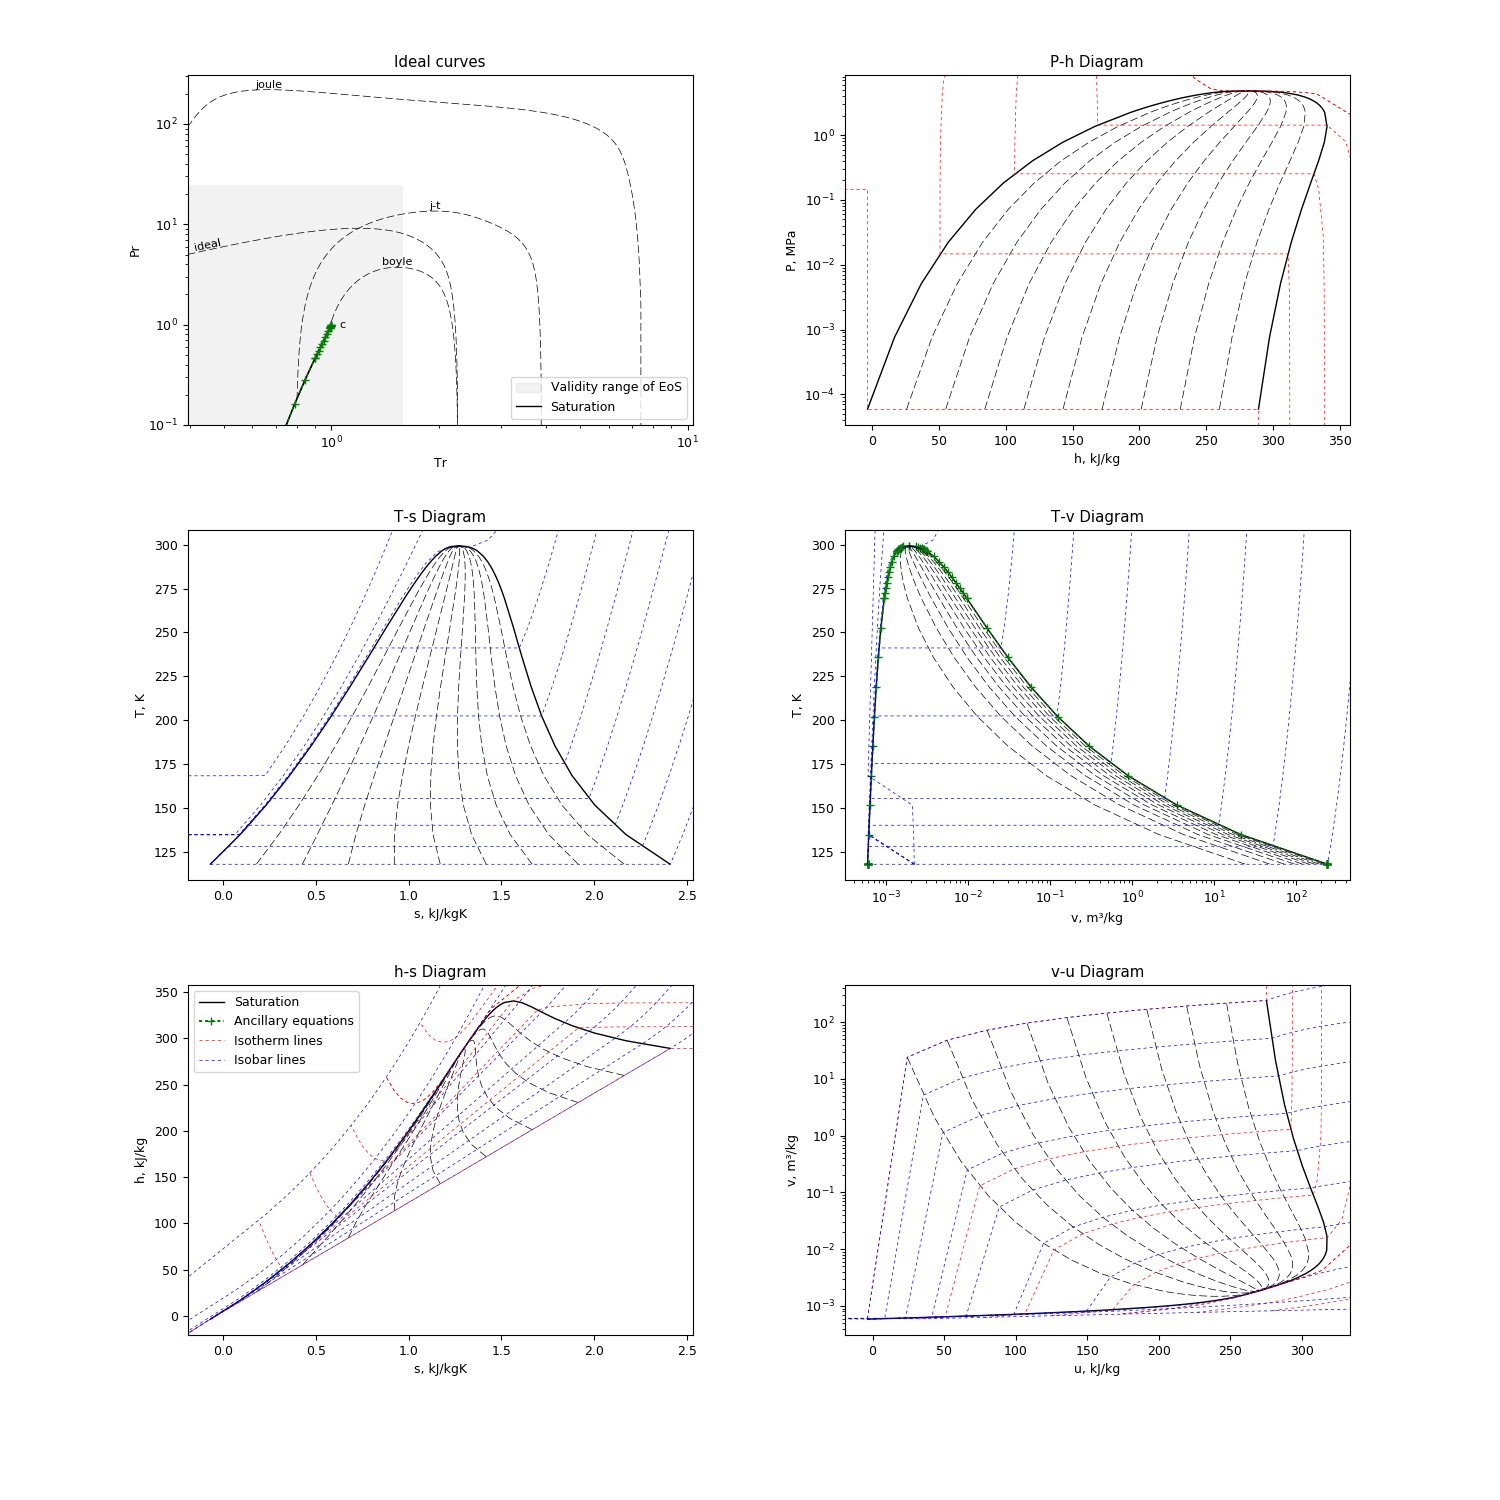 Ideal curves
joule
j-t
ideal
boyle
c
Validity range of EoS
Saturation
10²
10¹
10⁰
10⁻¹
Pr
10⁰ 10¹
Tr
P-h Diagram
10⁰
10⁻¹
10⁻²
10⁻³
10⁻⁴
P, MPa
0 50 100 150 200 250 300 350
h, kJ/kg
T-s Diagram
300
275
250
225
200
175
150
125
T, K
0.0 0.5 1.0 1.5 2.0 2.5
s, kJ/kgK
T-v Diagram
300
275
250
225
200
175
150
125
T, K
10⁻³ 10⁻² 10⁻¹ 10⁰ 10¹ 10²
v, m³/kg
h-s Diagram
Saturation
Ancillary equations
Isotherm lines
Isobar lines
350
300
250
200
150
100
50
0
h, kJ/kg
0.0 0.5 1.0 1.5 2.0 2.5
s, kJ/kgK
v-u Diagram
10²
10¹
10⁰
10⁻¹
10⁻²
10⁻³
v, m³/kg
0 50 100 150 200 250 300
u, kJ/kg